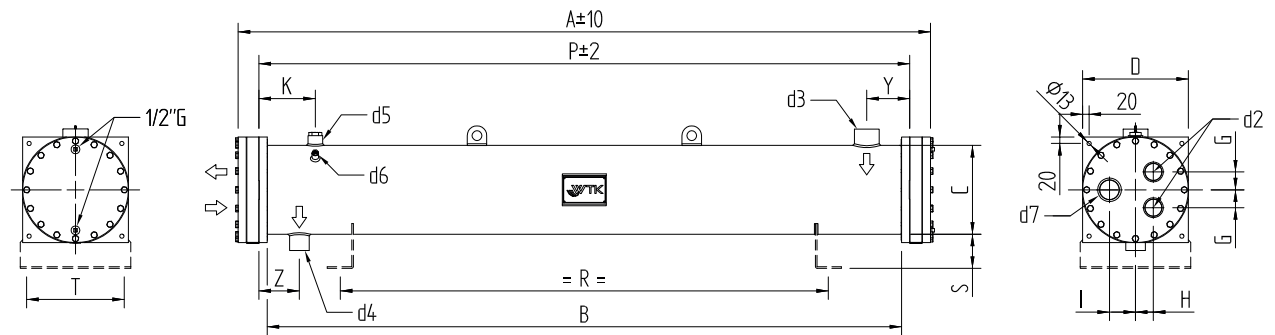 A±10
P±2
K
Y
D
d5
d3
1/2"G
Ø13
20
d2
G
d6
WTK
C
20
d7
G
T
Z
= R =
S
d4
B
I
H